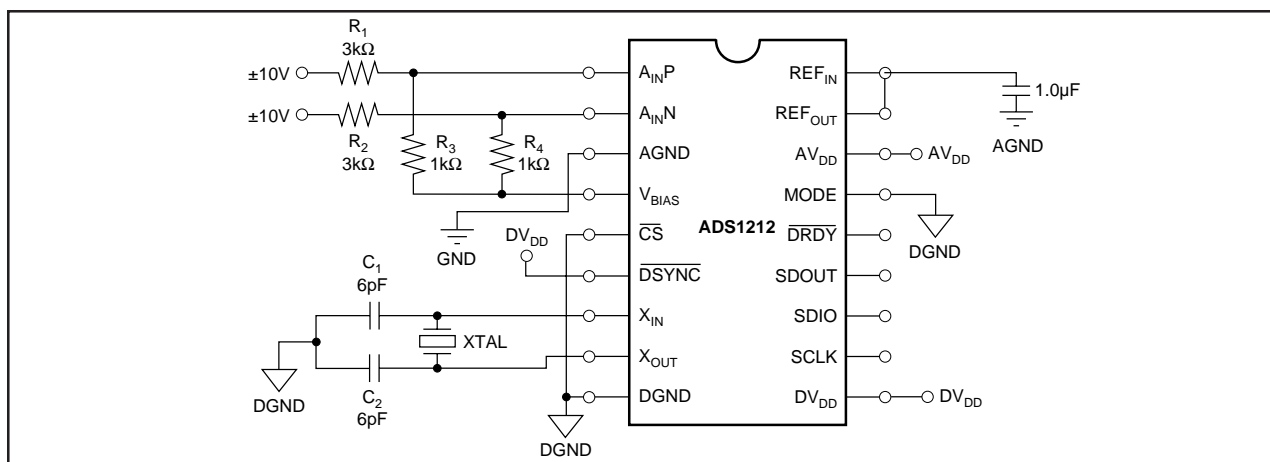 R1
3kΩ
±10V
±10V
R2
3kΩ
R3
1kΩ
R4
1kΩ
GND
DVDD
C1
6pF
XTAL
C2
6pF
DGND
DGND
AINP
AINN
AGND
VBIAS
CS
DSYNC
XIN
XOUT
DGND
ADS1212
REFIN
REFOUT
AVDD
MODE
DRDY
SDOUT
SDIO
SCLK
DVDD
1.0µF
AGND
AVDD
DGND
DVDD